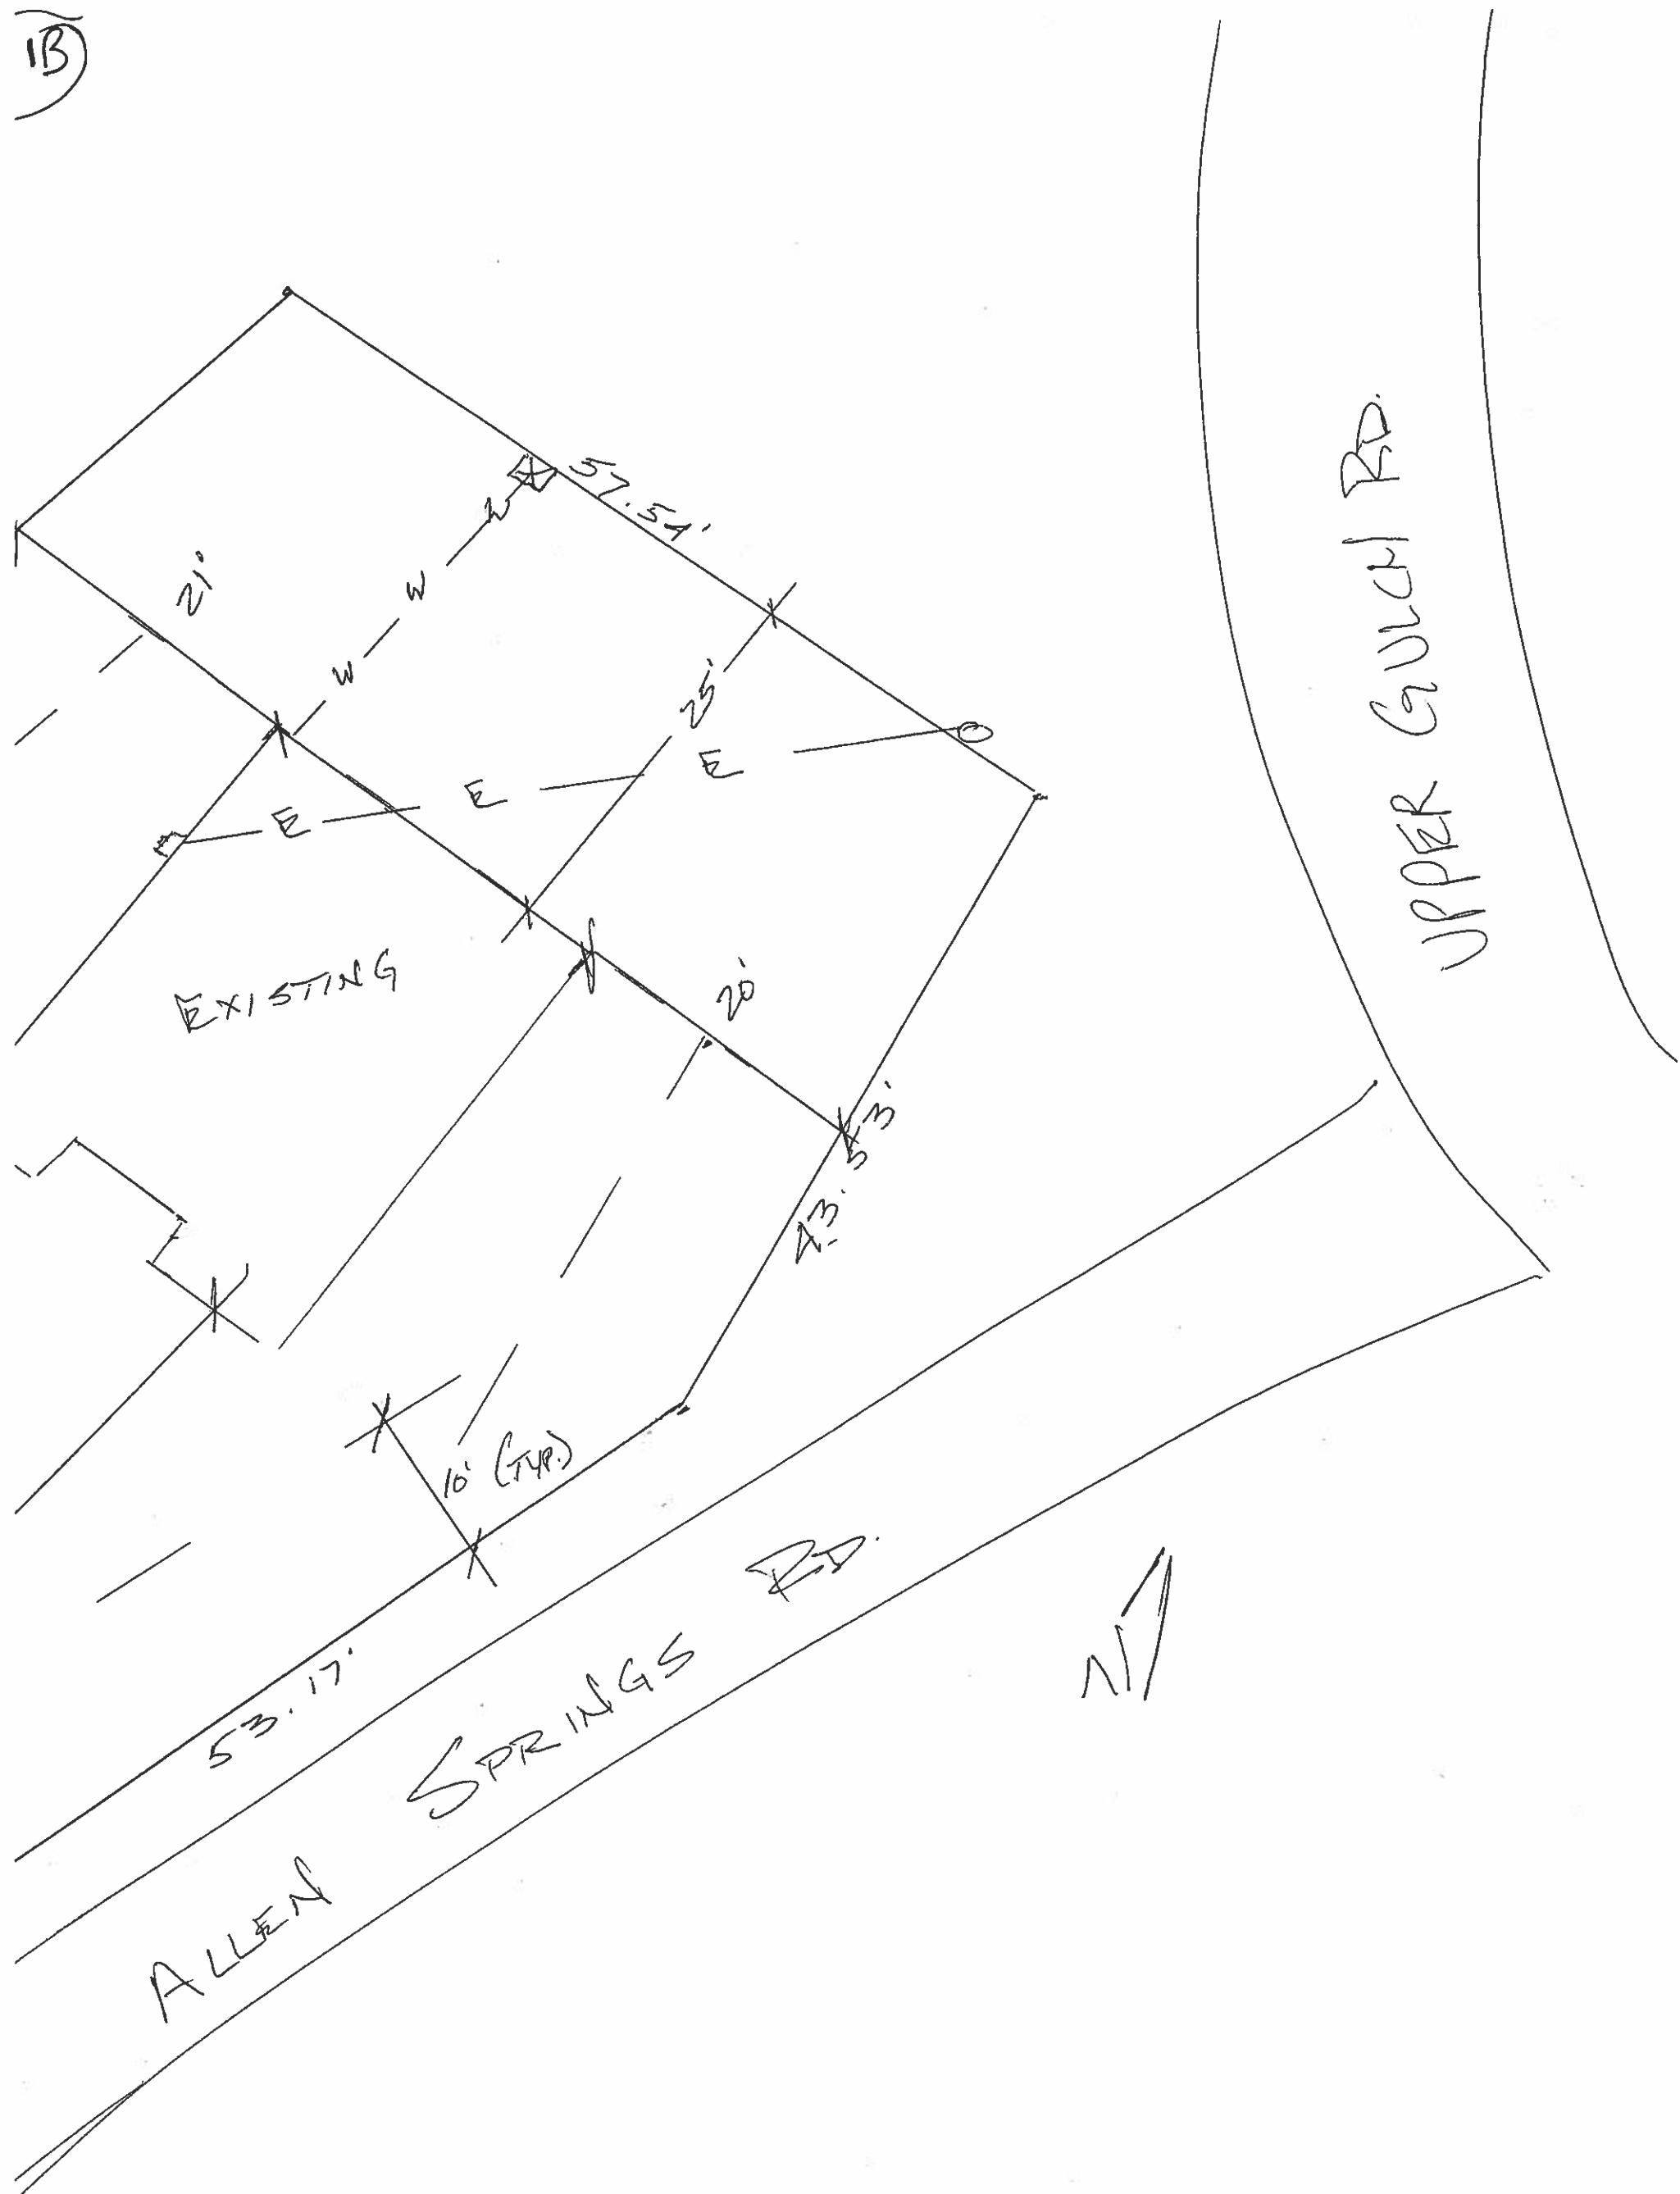 1B
57.54'
21'
W
W
W
25'
E
E
E
20'
EXISTING
43.53'
10' (TYP.)
53.17'
UPPER GULCH RD.
ALLEN SPRINGS RD.
N